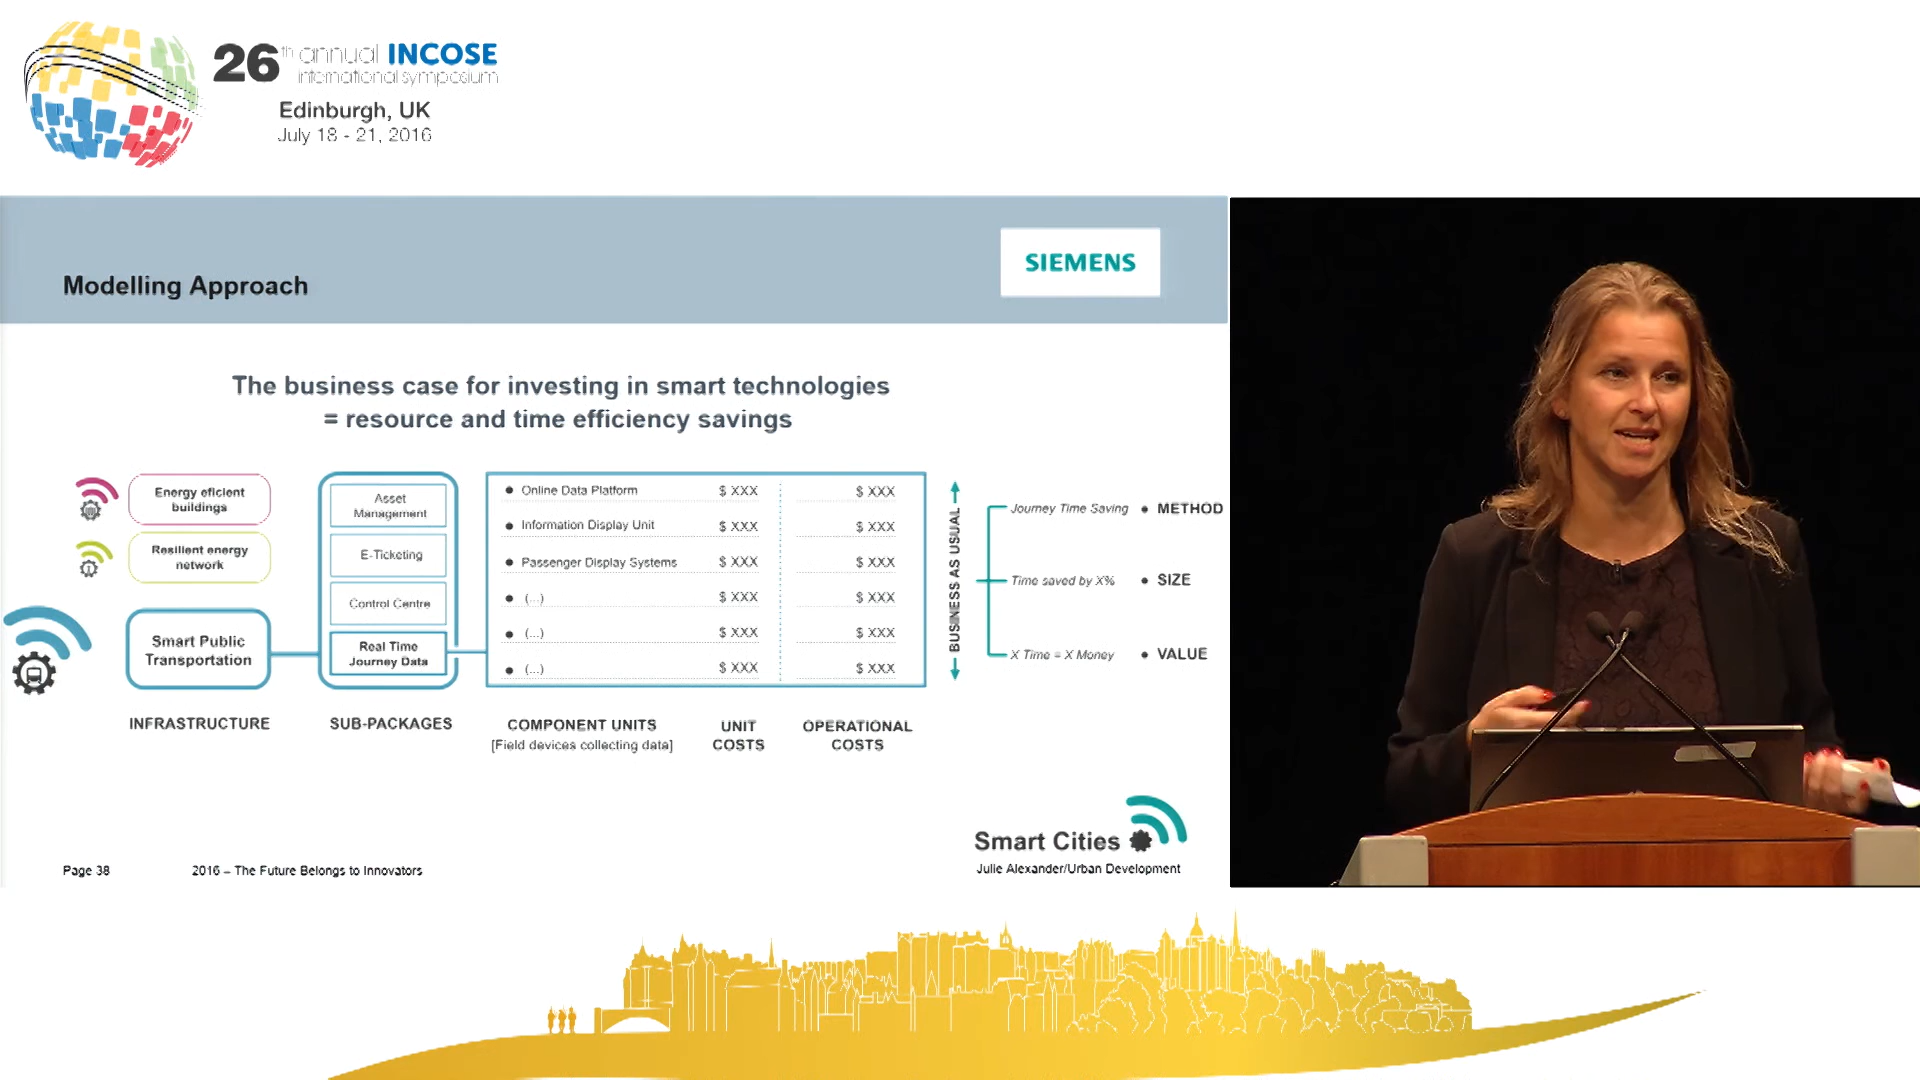 26th annual INCOSE
international symposium
Edinburgh, UK
July 18 - 21, 2016
SIEMENS
Modelling Approach
The business case for investing in smart technologies
= resource and time efficiency savings
Energy eficient
buildings
Resilient energy
network
Smart Public
Transportation
INFRASTRUCTURE
Asset
Management
E-Ticketing
Control Centre
Real Time
Journey Data
SUB-PACKAGES
• Online Data Platform $ XXX $ XXX
• Information Display Unit $ XXX $ XXX
• Passenger Display Systems $ XXX $ XXX
• (...) $ XXX $ XXX
• (...) $ XXX $ XXX
• (...) $ XXX $ XXX
COMPONENT UNITS
[Field devices collecting data]
UNIT
COSTS
OPERATIONAL
COSTS
BUSINESS AS USUAL
Journey Time Saving • METHOD
Time saved by X% • SIZE
X Time = X Money • VALUE
Smart Cities
Julie Alexander/Urban Development
Page 38
2016 – The Future Belongs to Innovators